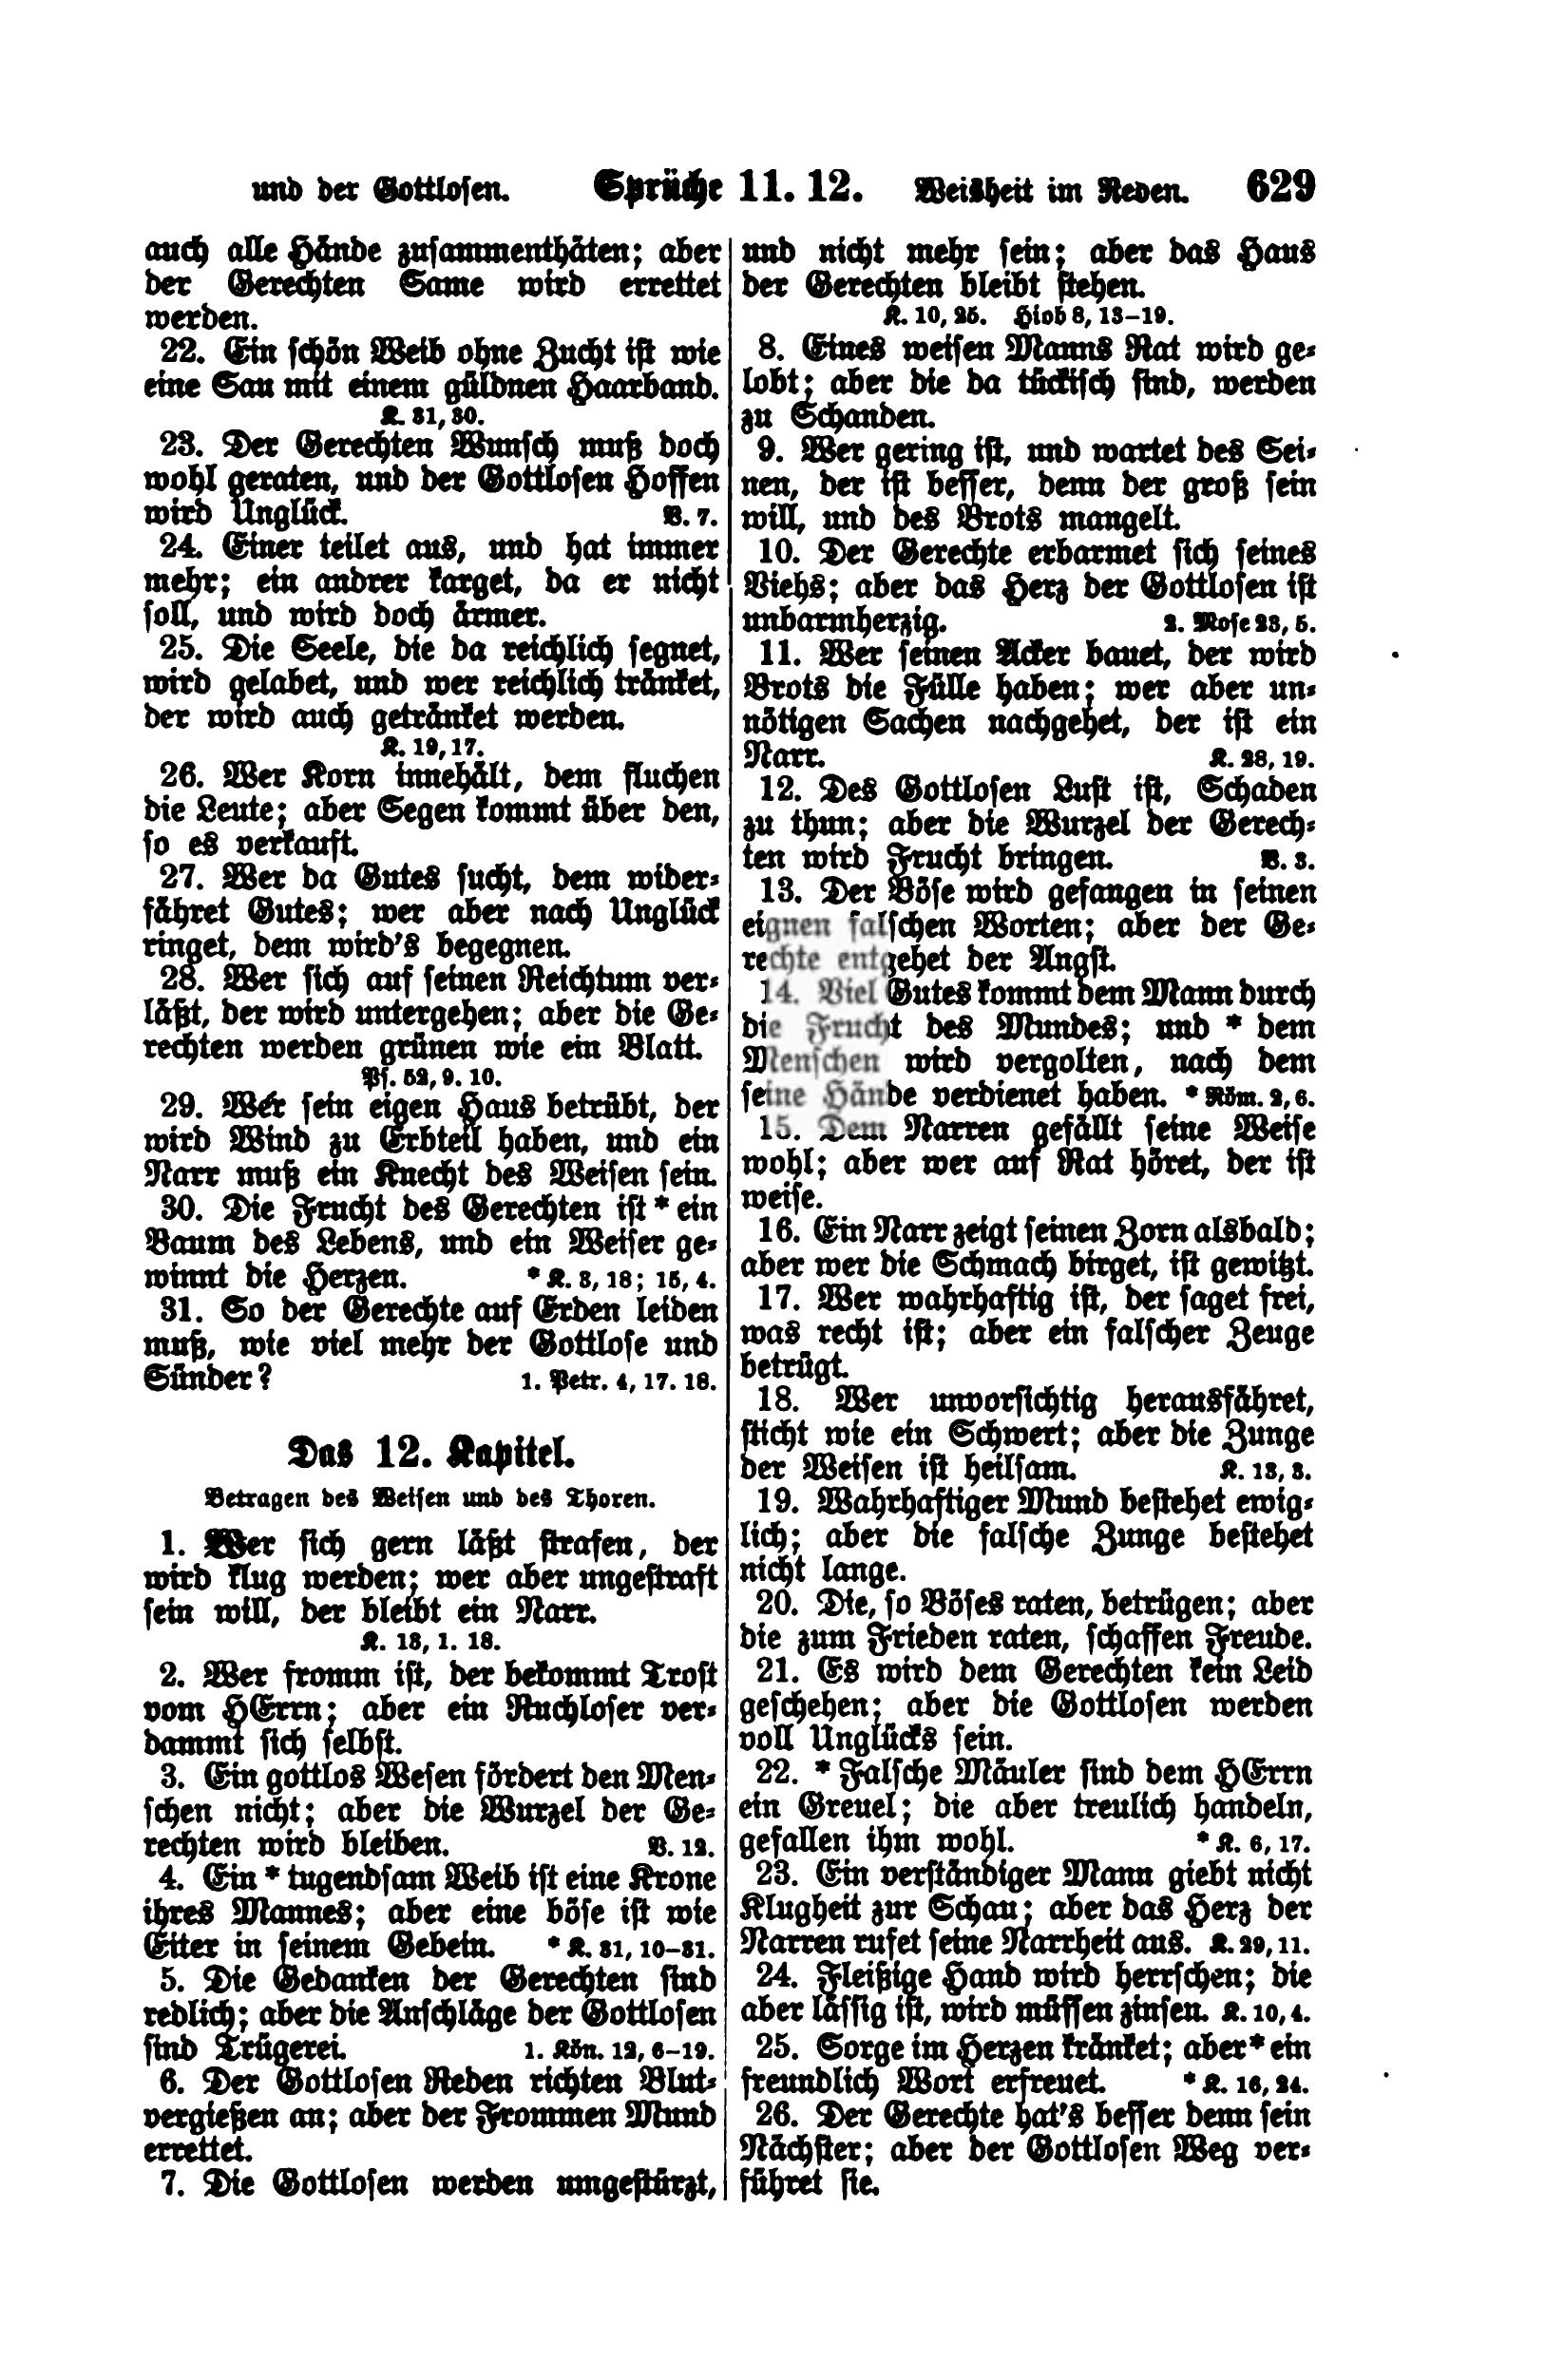 und der Gottlosen. Sprüche 11. 12. Weisheit im Reden. 629
auch alle Hände zusammenthäten; aber
der Gerechten Same wird errettet
werden.
22. Ein schön Weib ohne Zucht ist wie
eine Sau mit einem güldnen Haarband.
K. 31, 30.
23. Der Gerechten Wunsch muß doch
wohl geraten, und der Gottlosen Hoffen
wird Unglück. V. 7.
24. Einer teilet aus, und hat immer
mehr; ein andrer karget, da er nicht
soll, und wird doch ärmer.
25. Die Seele, die da reichlich segnet,
wird gelabet, und wer reichlich tränket,
der wird auch getränket werden.
K. 19, 17.
26. Wer Korn innehält, dem fluchen
die Leute; aber Segen kommt über den,
so es verkauft.
27. Wer da Gutes sucht, dem wider-
fähret Gutes; wer aber nach Unglück
ringet, dem wird's begegnen.
28. Wer sich auf seinen Reichtum ver-
läßt, der wird untergehen; aber die Ge-
rechten werden grünen wie ein Blatt.
Ps. 52, 9. 10.
29. Wer sein eigen Haus betrübt, der
wird Wind zu Erbteil haben, und ein
Narr muß ein Knecht des Weisen sein.
30. Die Frucht des Gerechten ist * ein
Baum des Lebens, und ein Weiser ge-
winnt die Herzen. * K. 3, 18; 15, 4.
31. So der Gerechte auf Erden leiden
muß, wie viel mehr der Gottlose und
Sünder? 1. Petr. 4, 17. 18.
Das 12. Kapitel.
Betragen des Weisen und des Thoren.
1. Wer sich gern läßt strafen, der
wird klug werden; wer aber ungestraft
sein will, der bleibt ein Narr.
K. 13, 1. 18.
2. Wer fromm ist, der bekommt Trost
vom HErrn; aber ein Ruchloser ver-
dammt sich selbst.
3. Ein gottlos Wesen fördert den Men-
schen nicht; aber die Wurzel der Ge-
rechten wird bleiben. V. 12.
4. Ein * tugendsam Weib ist eine Krone
ihres Mannes; aber eine böse ist wie
Eiter in seinem Gebein. * K. 31, 10-31.
5. Die Gedanken der Gerechten sind
redlich; aber die Anschläge der Gottlosen
sind Trügerei. 1. Kön. 12, 6-19.
6. Der Gottlosen Reden richten Blut-
vergießen an; aber der Frommen Mund
errettet.
7. Die Gottlosen werden umgestürzt,
und nicht mehr sein; aber das Haus
der Gerechten bleibt stehen.
K. 10, 25. Hiob 8, 13-19.
8. Eines weisen Manns Rat wird ge-
lobt; aber die da tückisch sind, werden
zu Schanden.
9. Wer gering ist, und wartet des Sei-
nen, der ist besser, denn der groß sein
will, und des Brots mangelt.
10. Der Gerechte erbarmet sich seines
Viehs; aber das Herz der Gottlosen ist
unbarmherzig. 2. Mose 23, 5.
11. Wer seinen Acker bauet, der wird
Brots die Fülle haben; wer aber un-
nötigen Sachen nachgehet, der ist ein
Narr. K. 28, 19.
12. Des Gottlosen Lust ist, Schaden
zu thun; aber die Wurzel der Gerech-
ten wird Frucht bringen. V. 3.
13. Der Böse wird gefangen in seinen
eignen falschen Worten; aber der Ge-
rechte entgehet der Angst.
14. Viel Gutes kommt dem Mann durch
die Frucht des Mundes; und * dem
Menschen wird vergolten, nach dem
seine Hände verdienet haben. * Röm. 2, 6.
15. Dem Narren gefällt seine Weise
wohl; aber wer auf Rat höret, der ist
weise.
16. Ein Narr zeigt seinen Zorn alsbald;
aber wer die Schmach birget, ist gewitzt.
17. Wer wahrhaftig ist, der saget frei,
was recht ist; aber ein falscher Zeuge
betrügt.
18. Wer unvorsichtig herausfähret,
sticht wie ein Schwert; aber die Zunge
der Weisen ist heilsam. K. 13, 3.
19. Wahrhaftiger Mund bestehet ewig-
lich; aber die falsche Zunge bestehet
nicht lange.
20. Die, so Böses raten, betrügen; aber
die zum Frieden raten, schaffen Freude.
21. Es wird dem Gerechten kein Leid
geschehen; aber die Gottlosen werden
voll Unglücks sein.
22. * Falsche Mäuler sind dem HErrn
ein Greuel; die aber treulich handeln,
gefallen ihm wohl. * K. 6, 17.
23. Ein verständiger Mann giebt nicht
Klugheit zur Schau; aber das Herz der
Narren rufet seine Narrheit aus. K. 29, 11.
24. Fleißige Hand wird herrschen; die
aber lässig ist, wird müssen zinsen. K. 10, 4.
25. Sorge im Herzen kränket; aber * ein
freundlich Wort erfreuet. * K. 16, 24.
26. Der Gerechte hat's besser denn sein
Nächster; aber der Gottlosen Weg ver-
führet sie.